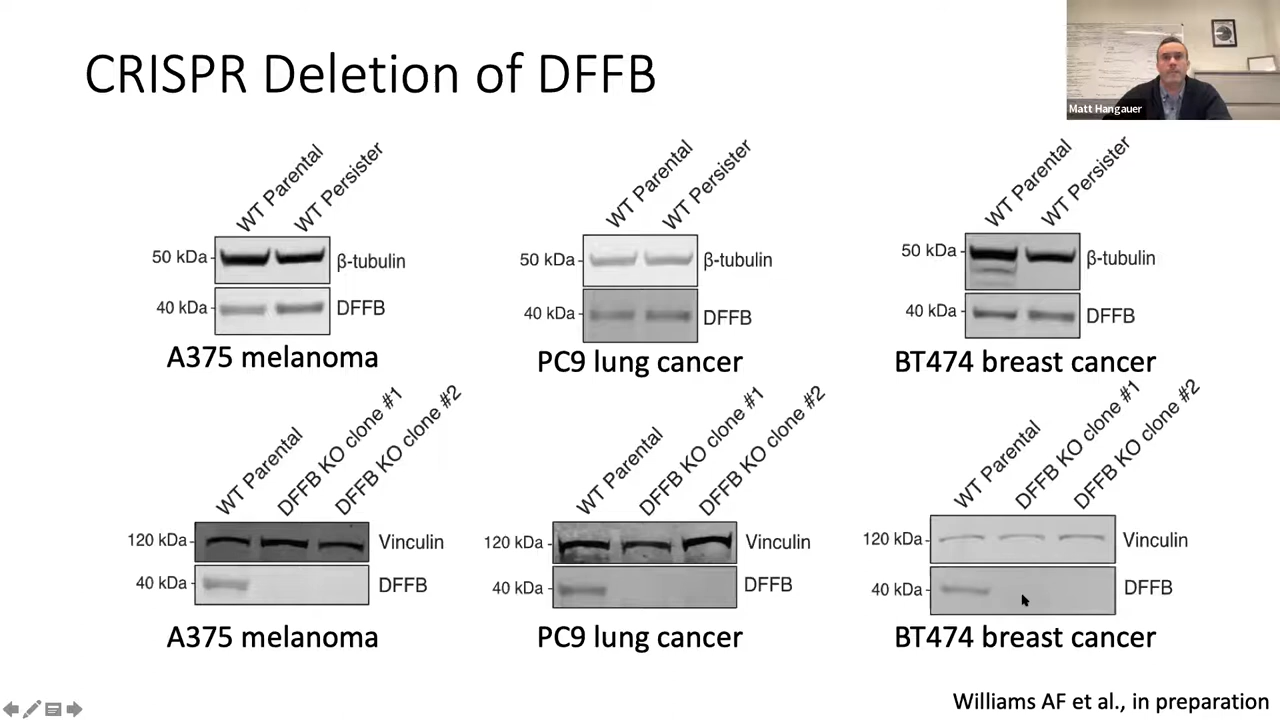 CRISPR Deletion of DFFB
Matt Hangauer
WT Parental
WT Persister
50 kDa
β-tubulin
40 kDa
DFFB
A375 melanoma
WT Parental
WT Persister
50 kDa
β-tubulin
40 kDa
DFFB
PC9 lung cancer
WT Parental
WT Persister
50 kDa
β-tubulin
40 kDa
DFFB
BT474 breast cancer
WT Parental
DFFB KO clone #1
DFFB KO clone #2
120 kDa
Vinculin
40 kDa
DFFB
A375 melanoma
WT Parental
DFFB KO clone #1
DFFB KO clone #2
120 kDa
Vinculin
40 kDa
DFFB
PC9 lung cancer
WT Parental
DFFB KO clone #1
DFFB KO clone #2
120 kDa
Vinculin
40 kDa
DFFB
BT474 breast cancer
Williams AF et al., in preparation